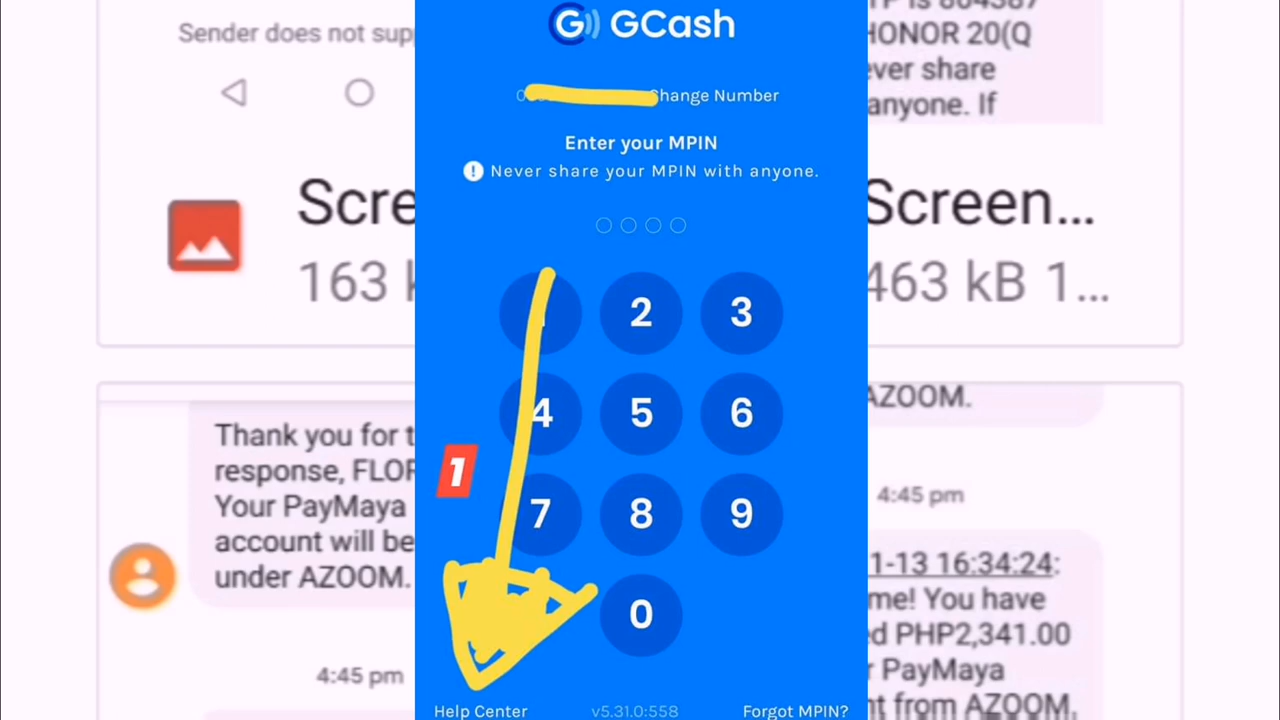 Sender does not
GCash
Change Number
Enter your MPIN
! Never share your MPIN with anyone.
1
2
3
4
5
6
7
8
9
0
Help Center
v5.31.0:558
Forgot MPIN?
163
Thank you for
response,
Your PayMaya
account will be
under AZOOM.
4:45 pm
HONOR 20(Q
ever share
anyone. If
Screen...
463 kB 1...
AZOOM.
4:45 pm
1-13 16:34:24:
me! You have
PHP2,341.00
PayMaya
from AZOOM.